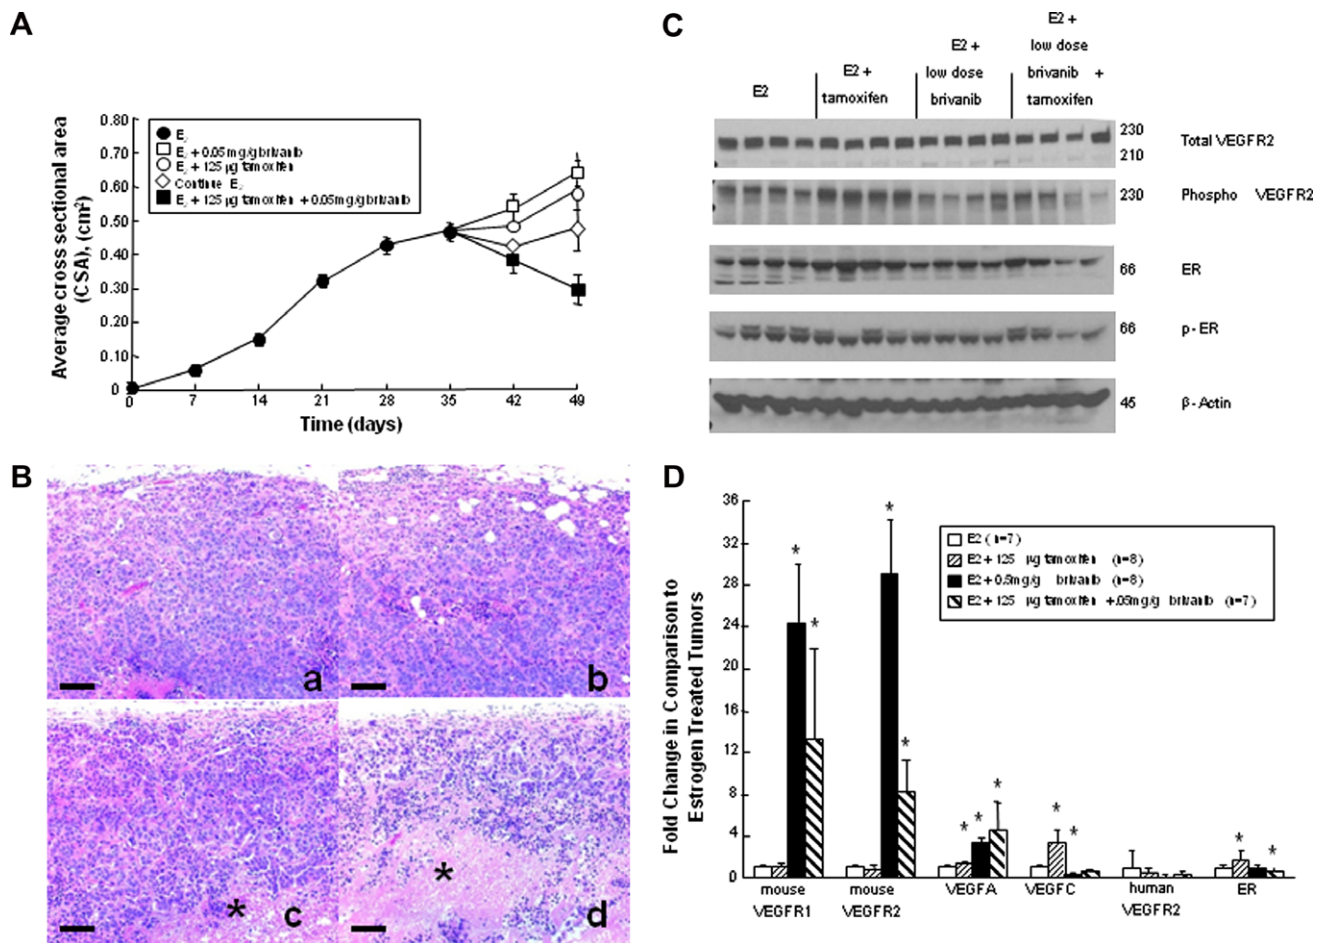 A
Average cross sectional area
(CSA), (cm²)
0.80
0.70
0.60
0.50
0.40
0.30
0.20
0.10
0
E₂
E₂ + 0.05mg/g brivanib
E₂ + 125 µg tamoxifen
Continue E₂
E₂ + 125 µg tamoxifen + 0.05mg/g brivanib
0 7 14 21 28 35 42 49
Time (days)
B
a
b
*
c
*
d
C
E2
E2 +
tamoxifen
E2 +
low dose
brivanib
E2 +
low dose
brivanib +
tamoxifen
230
210
Total VEGFR2
230
Phospho VEGFR2
66
ER
66
p-ER
45
β-Actin
D
Fold Change in Comparison to
Estrogen Treated Tumors
36
32
28
24
20
16
12
8
4
0
E2 (n=7)
E2 + 125 µg tamoxifen (n=8)
E2 + 0.5mg/g brivanib (n=8)
E2 + 125 µg tamoxifen +.05mg/g brivanib (n=7)
* * * * * * * * * * *
mouse
VEGFR1
mouse
VEGFR2
VEGFA
VEGFC
human
VEGFR2
ER